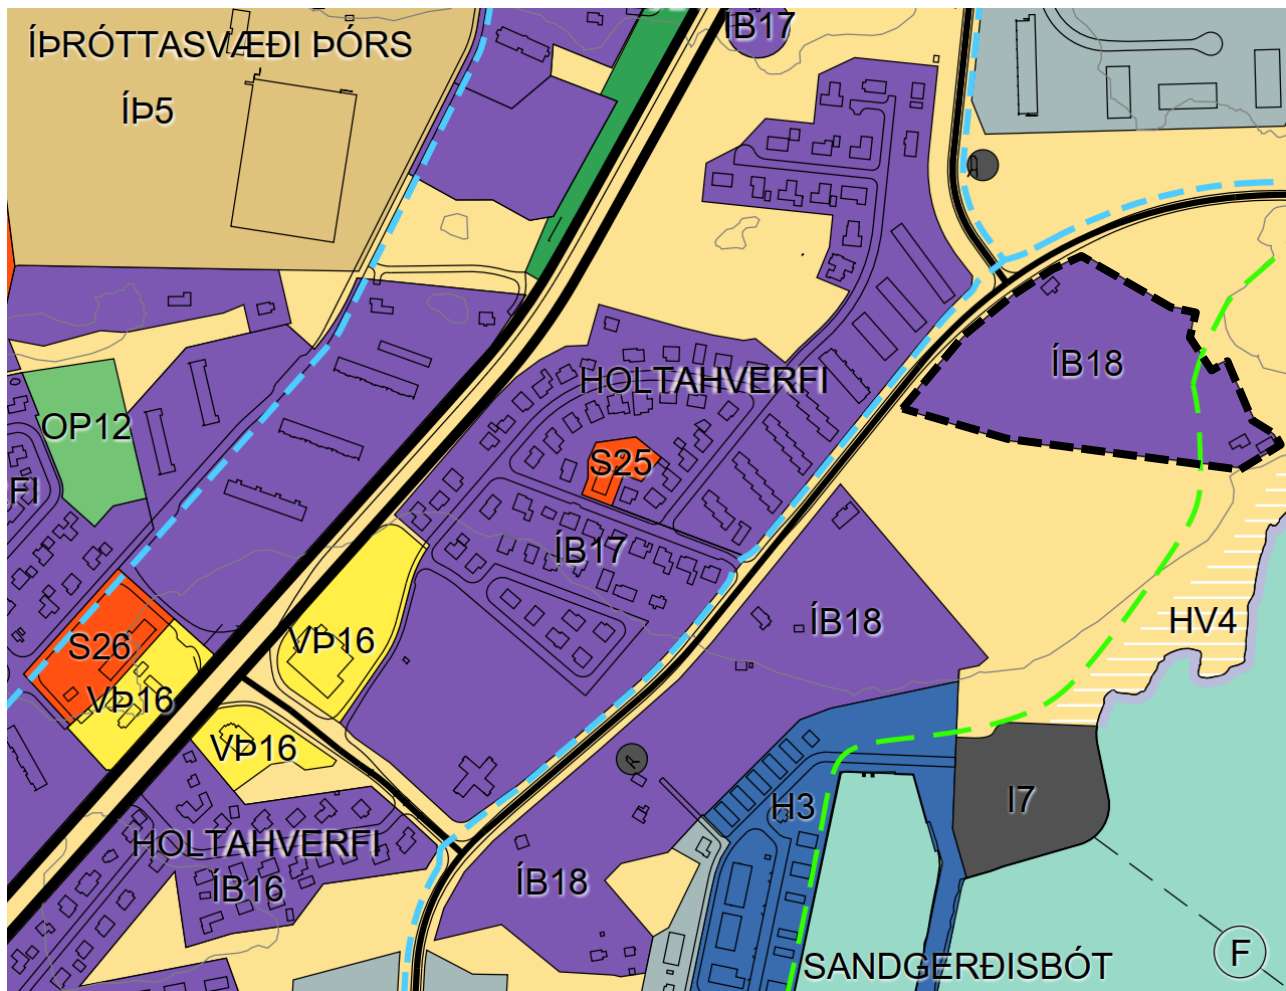 ÍB17
ÍÞRÓTTASVÆÐI ÞÓRS
ÍÞ5
ÍB18
HOLTAHVERFI
OP12
S25
FI
ÍB17
ÍB18
HV4
S26
VÞ16
VÞ16
VÞ16
I7
H3
HOLTAHVERFI
ÍB16
ÍB18
F
SANDGERÐISBÓT